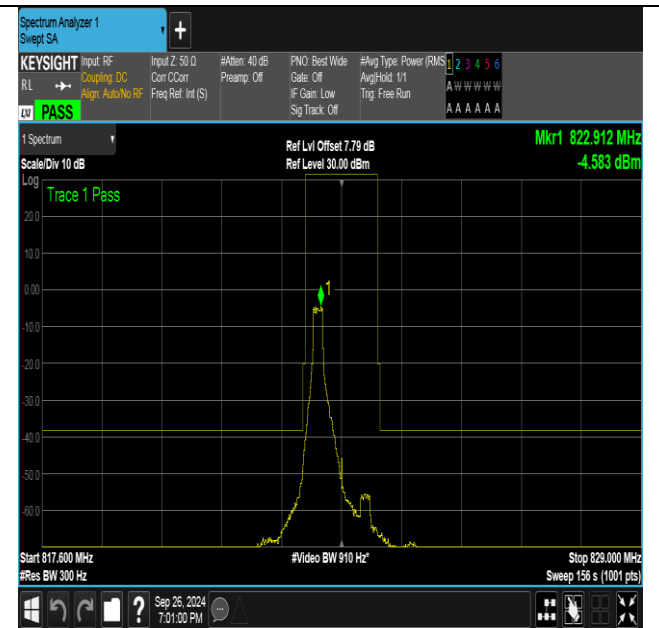 Spectrum Analyzer 1
Swept SA
+
KEYSIGHT
RL
LXI PASS
Input: RF
Coupling: DC
Align: Auto/No RF
Input Z: 50 Ω
Corr CCorr
Freq Ref: Int (S)
#Atten: 40 dB
Preamp: Off
PNO: Best Wide
Gate: Off
IF Gain: Low
Sig Track: Off
#Avg Type: Power (RMS
Avg|Hold: 1/1
Trig: Free Run
1 2 3 4 5 6
A W W W W W
A A A A A A
1 Spectrum
Scale/Div 10 dB
Ref Lvl Offset 7.79 dB
Ref Level 30.00 dBm
Mkr1 822.912 MHz
-4.583 dBm
Log
Trace 1 Pass
20.0
10.0
0.00
-10.0
-20.0
-30.0
-40.0
-50.0
-60.0
1
Start 817.600 MHz
#Res BW 300 Hz
#Video BW 910 Hz*
Stop 829.000 MHz
Sweep 156 s (1001 pts)
?
Sep 26, 2024
7:01:00 PM